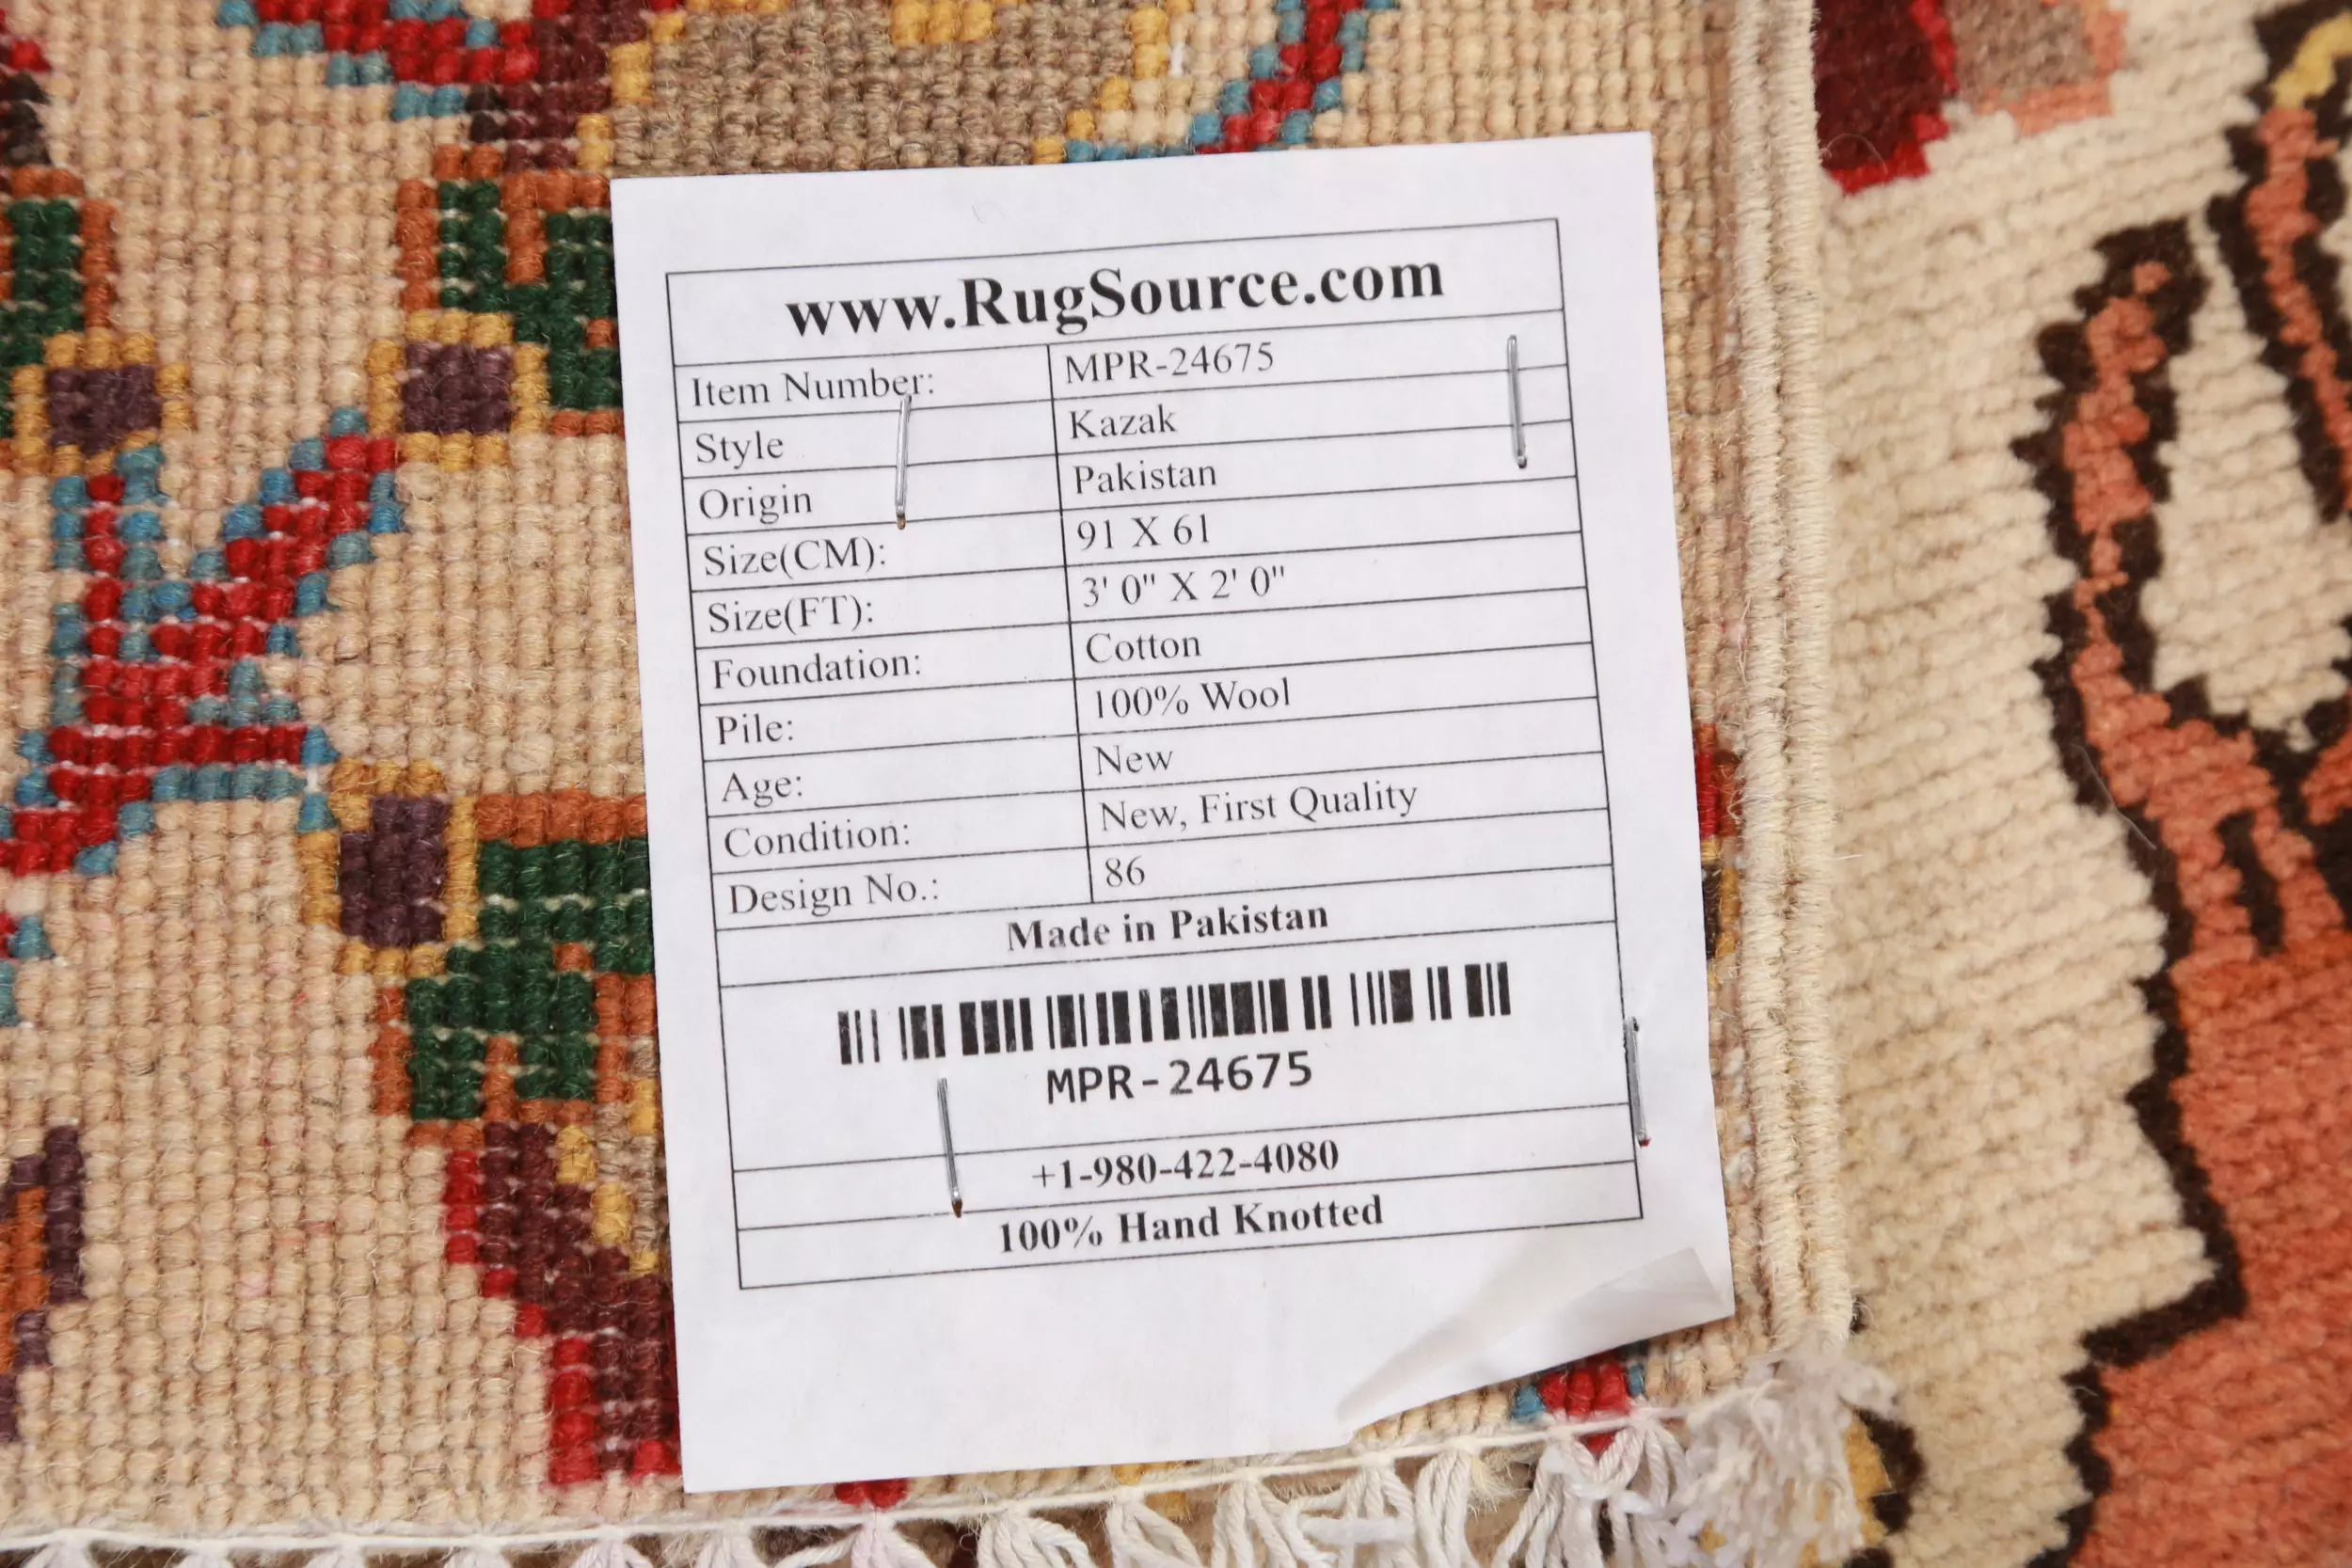 www.RugSource.com
Item Number: MPR-24675
Style Kazak
Origin Pakistan
Size(CM): 91 X 61
Size(FT): 3' 0" X 2' 0"
Foundation: Cotton
Pile: 100% Wool
Age: New
Condition: New, First Quality
Design No.: 86
Made in Pakistan
MPR-24675
+1-980-422-4080
100% Hand Knotted